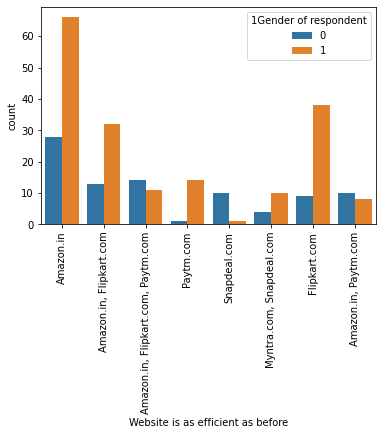 1Gender of respondent
0
1
count
60
50
40
30
20
10
0
Amazon.in
Amazon.in, Flipkart.com
Amazon.in, Flipkart.com, Paytm.com
Paytm.com
Snapdeal.com
Myntra.com, Snapdeal.com
Flipkart.com
Amazon.in, Paytm.com
Website is as efficient as before